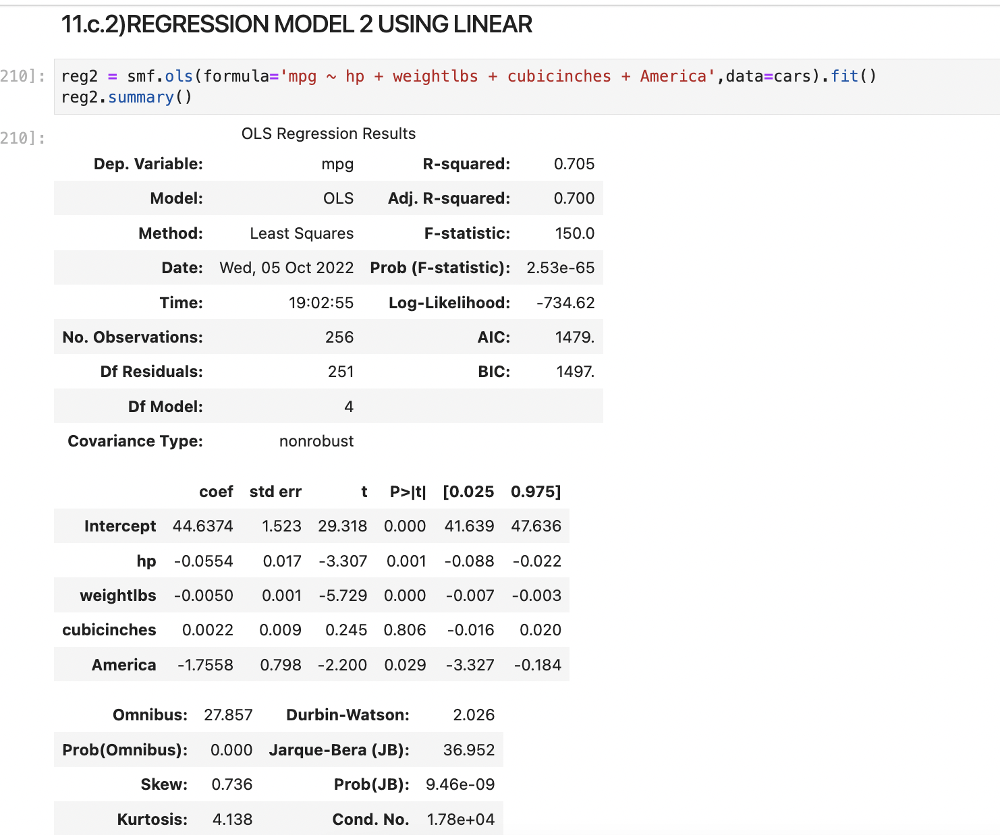 11.c.2)REGRESSION MODEL 2 USING LINEAR
210]: reg2 = smf.ols(formula='mpg ~ hp + weightlbs + cubicinches + America',data=cars).fit()
reg2.summary()
210]: OLS Regression Results
Dep. Variable: mpg R-squared: 0.705
Model: OLS Adj. R-squared: 0.700
Method: Least Squares F-statistic: 150.0
Date: Wed, 05 Oct 2022 Prob (F-statistic): 2.53e-65
Time: 19:02:55 Log-Likelihood: -734.62
No. Observations: 256 AIC: 1479.
Df Residuals: 251 BIC: 1497.
Df Model: 4
Covariance Type: nonrobust
coef std err t P>|t| [0.025 0.975]
Intercept 44.6374 1.523 29.318 0.000 41.639 47.636
hp -0.0554 0.017 -3.307 0.001 -0.088 -0.022
weightlbs -0.0050 0.001 -5.729 0.000 -0.007 -0.003
cubicinches 0.0022 0.009 0.245 0.806 -0.016 0.020
America -1.7558 0.798 -2.200 0.029 -3.327 -0.184
Omnibus: 27.857 Durbin-Watson: 2.026
Prob(Omnibus): 0.000 Jarque-Bera (JB): 36.952
Skew: 0.736 Prob(JB): 9.46e-09
Kurtosis: 4.138 Cond. No. 1.78e+04